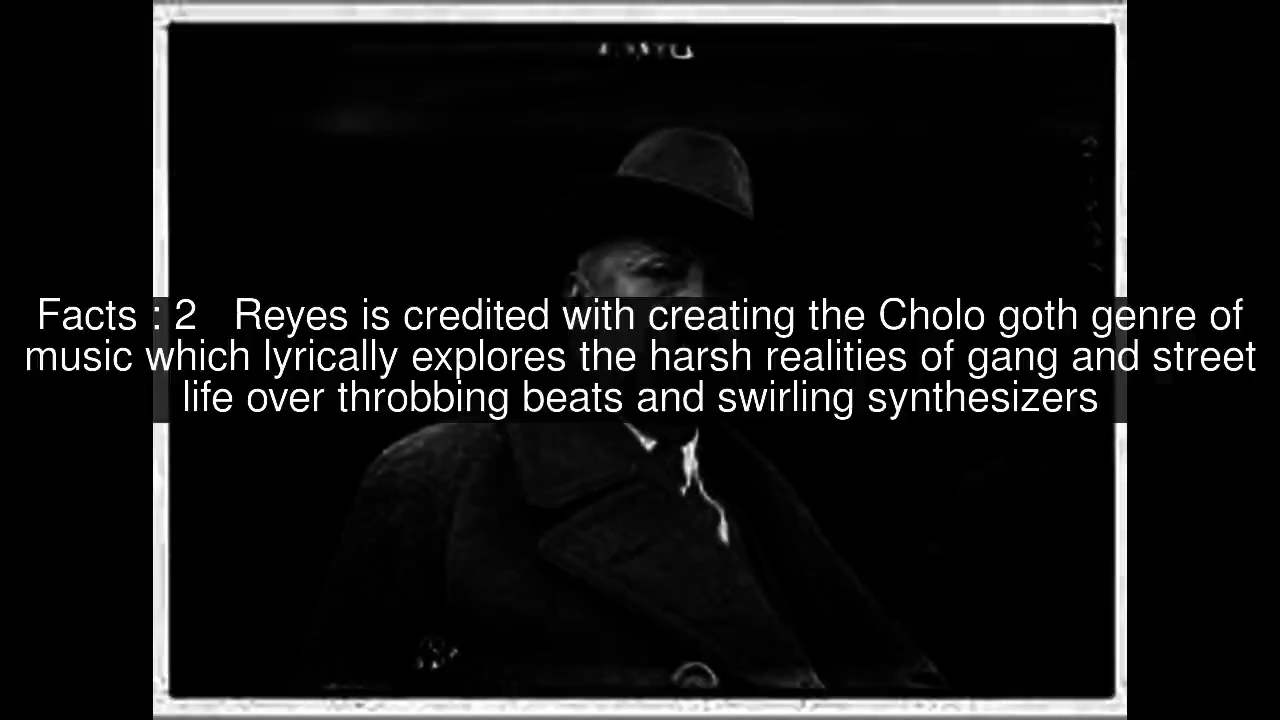 Facts : 2   Reyes is credited with creating the Cholo goth genre of
music which lyrically explores the harsh realities of gang and street
life over throbbing beats and swirling synthesizers